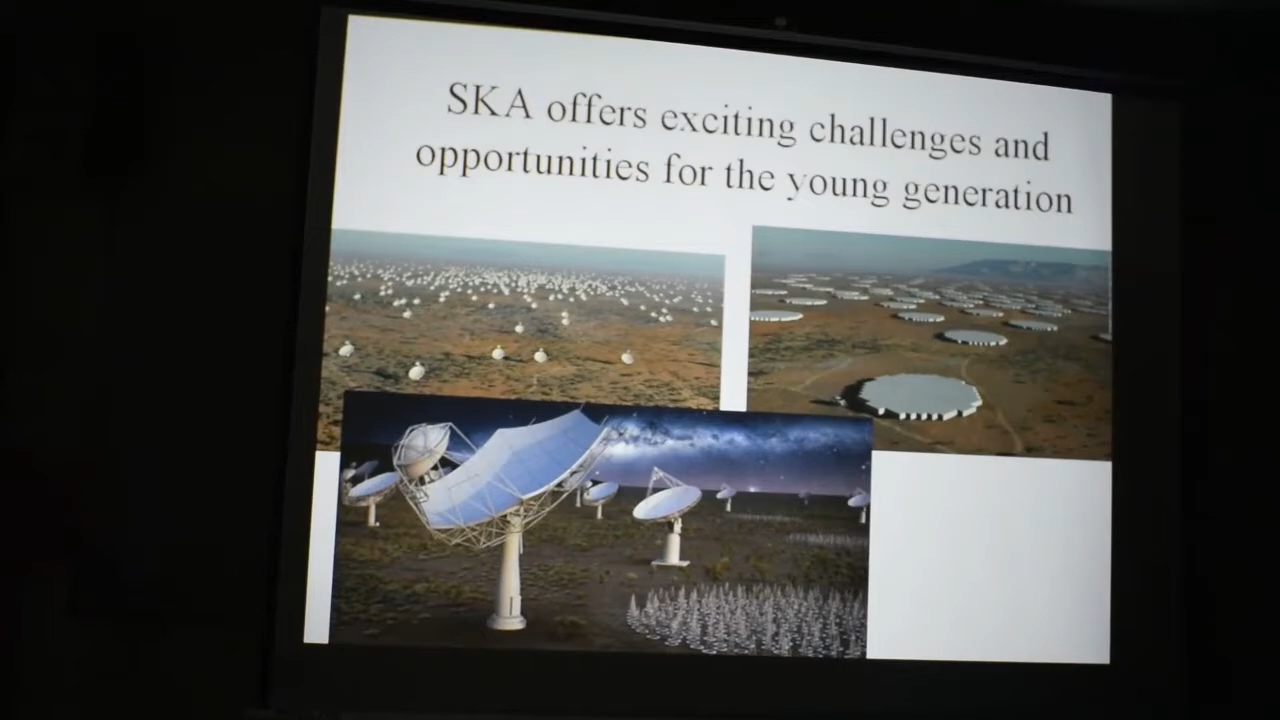 SKA offers exciting challenges and
opportunities for the young generation